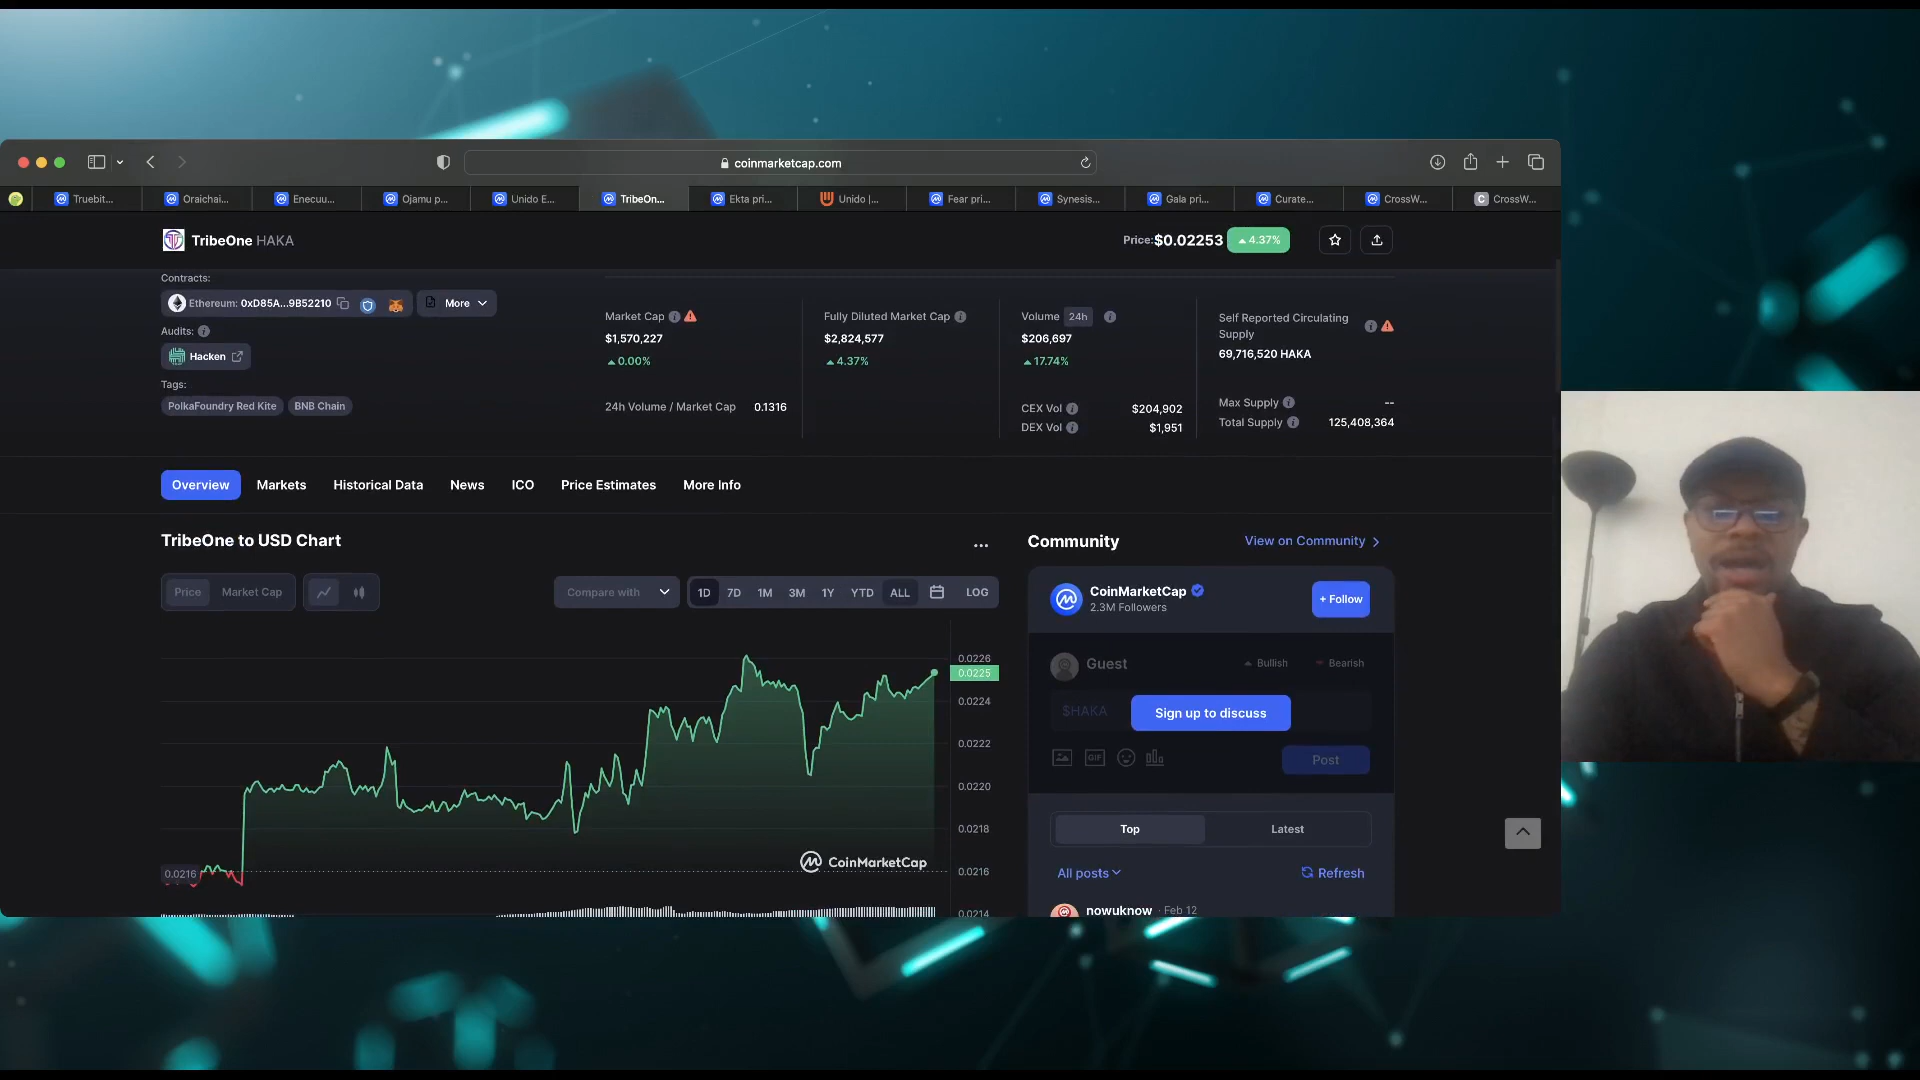 coinmarketcap.com
Truebit...
Oraichai...
Enecuu...
Ojamu p...
Unido E...
TribeOn...
Ekta pri...
Unido |...
Fear pri...
Synesis...
Gala pri...
Curate...
CrossW...
C CrossW...
TribeOne HAKA
Price:$0.02253 4.37%
Contracts:
Ethereum: 0xD85A...9B52210
More
Audits:
Hacken
Tags:
PolkaFoundry Red Kite
BNB Chain
Market Cap
$1,570,227
0.00%
24h Volume / Market Cap 0.1316
Fully Diluted Market Cap
$2,824,577
4.37%
Volume 24h
$206,697
17.74%
CEX Vol $204,902
DEX Vol $1,951
Self Reported Circulating
Supply
69,716,520 HAKA
Max Supply --
Total Supply 125,408,364
Overview Markets Historical Data News ICO Price Estimates More Info
TribeOne to USD Chart
...
Price Market Cap
Compare with
1D 7D 1M 3M 1Y YTD ALL LOG
0.0226
0.0225
0.0224
0.0222
0.0220
0.0218
0.0216
0.0214
0.0216
CoinMarketCap
Community
View on Community
CoinMarketCap
2.3M Followers
+ Follow
Guest
Bullish
Bearish
$HAKA
Sign up to discuss
GIF
Post
Top
Latest
All posts
Refresh
nowuknow · Feb 12